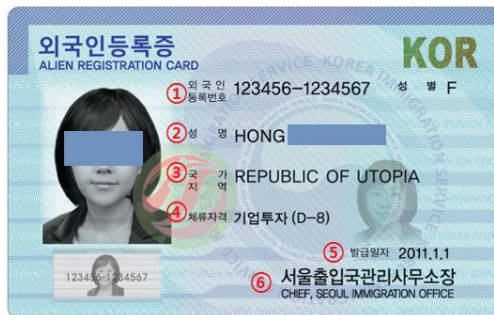 외국인등록증
KOR
ALIEN REGISTRATION CARD
① 외국인 등록번호 123456-1234567 성 별 F
② 성 명 HONG
③ 국 가 지 역 REPUBLIC OF UTOPIA
④ 체류자격 기업투자 (D-8)
⑤ 발급일자 2011.1.1
123456-1234567
⑥ 서울출입국관리사무소장
CHIEF, SEOUL IMMIGRATION OFFICE